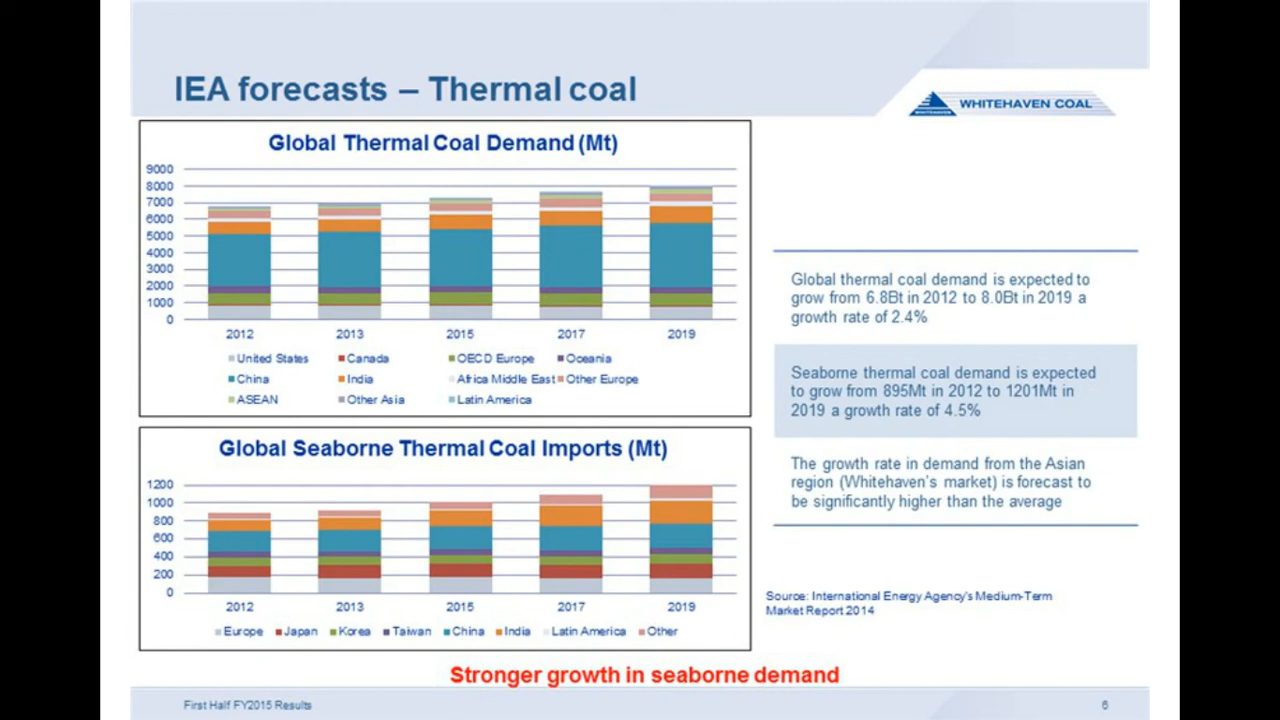 IEA forecasts – Thermal coal
WHITEHAVEN COAL
WHITEHAVEN
Global Thermal Coal Demand (Mt)
9000
8000
7000
6000
5000
4000
3000
2000
1000
0
2012 2013 2015 2017 2019
United States Canada OECD Europe Oceania
China India Africa Middle East Other Europe
ASEAN Other Asia Latin America
Global Seaborne Thermal Coal Imports (Mt)
1200
1000
800
600
400
200
0
2012 2013 2015 2017 2019
Europe Japan Korea Taiwan China India Latin America Other
Global thermal coal demand is expected to
grow from 6.8Bt in 2012 to 8.0Bt in 2019 a
growth rate of 2.4%
Seaborne thermal coal demand is expected
to grow from 895Mt in 2012 to 1201Mt in
2019 a growth rate of 4.5%
The growth rate in demand from the Asian
region (Whitehaven's market) is forecast to
be significantly higher than the average
Source: International Energy Agency's Medium-Term
Market Report 2014
Stronger growth in seaborne demand
First Half FY2015 Results
6